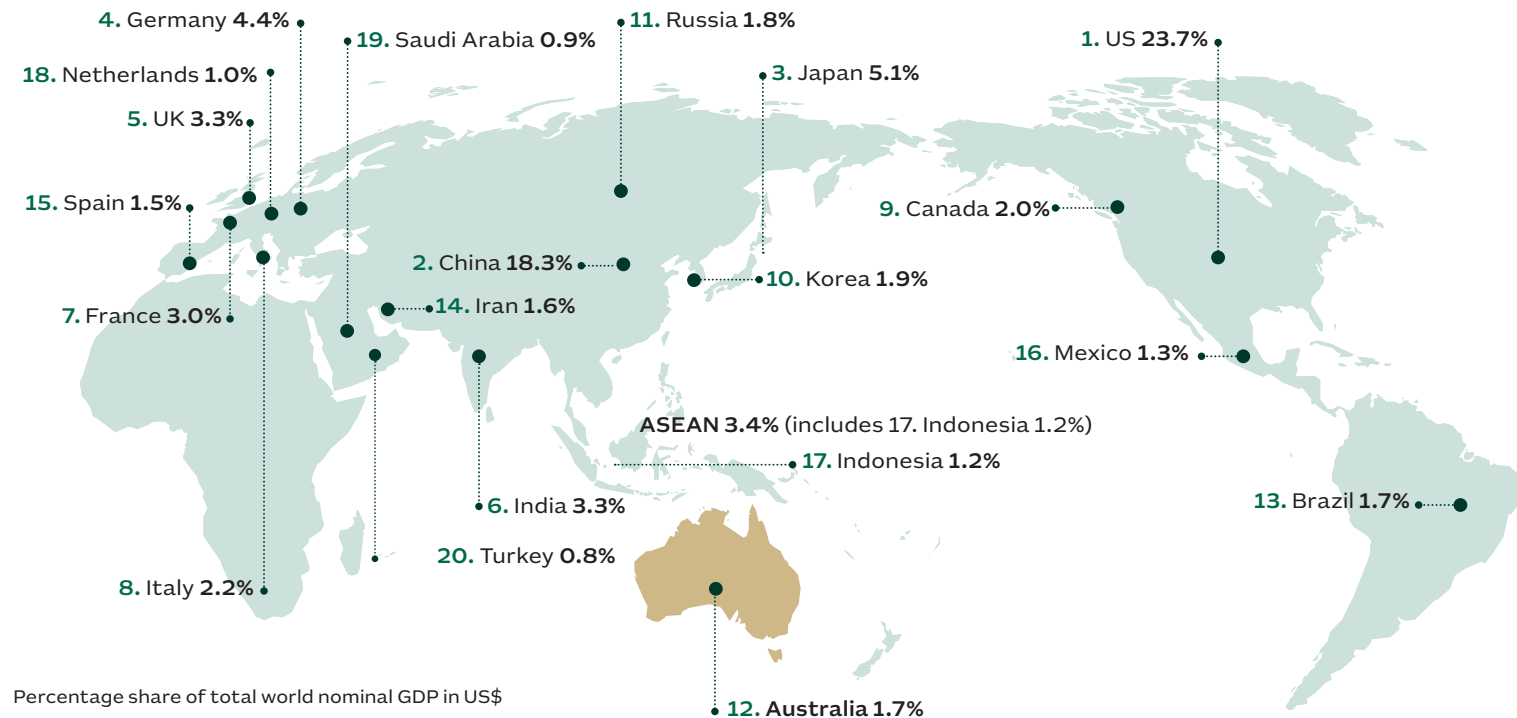 4. Germany 4.4%
11. Russia 1.8%
19. Saudi Arabia 0.9%
1. US 23.7%
18. Netherlands 1.0%
3. Japan 5.1%
5. UK 3.3%
15. Spain 1.5%
9. Canada 2.0%
2. China 18.3%
10. Korea 1.9%
14. Iran 1.6%
7. France 3.0%
16. Mexico 1.3%
ASEAN 3.4% (includes 17. Indonesia 1.2%)
17. Indonesia 1.2%
13. Brazil 1.7%
6. India 3.3%
20. Turkey 0.8%
8. Italy 2.2%
Percentage share of total world nominal GDP in US$
12. Australia 1.7%